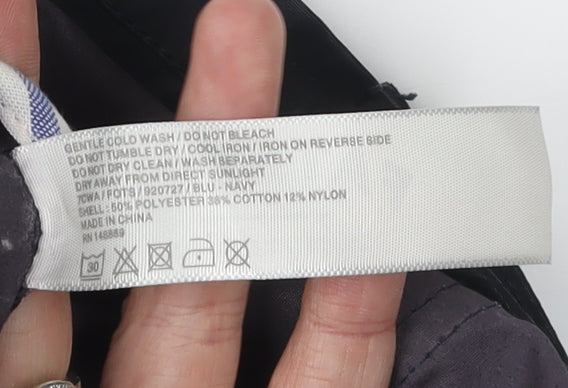 GENTLE COLD WASH / DO NOT BLEACH
DO NOT TUMBLE DRY / COOL IRON / IRON ON REVERSE SIDE
DO NOT DRY CLEAN / WASH SEPARATELY
DRY AWAY FROM DIRECT SUNLIGHT
7CWA / FOTS / 920727 / BLU - NAVY
SHELL : 50% POLYESTER 38% COTTON 12% NYLON
MADE IN CHINA
RN 148889
30